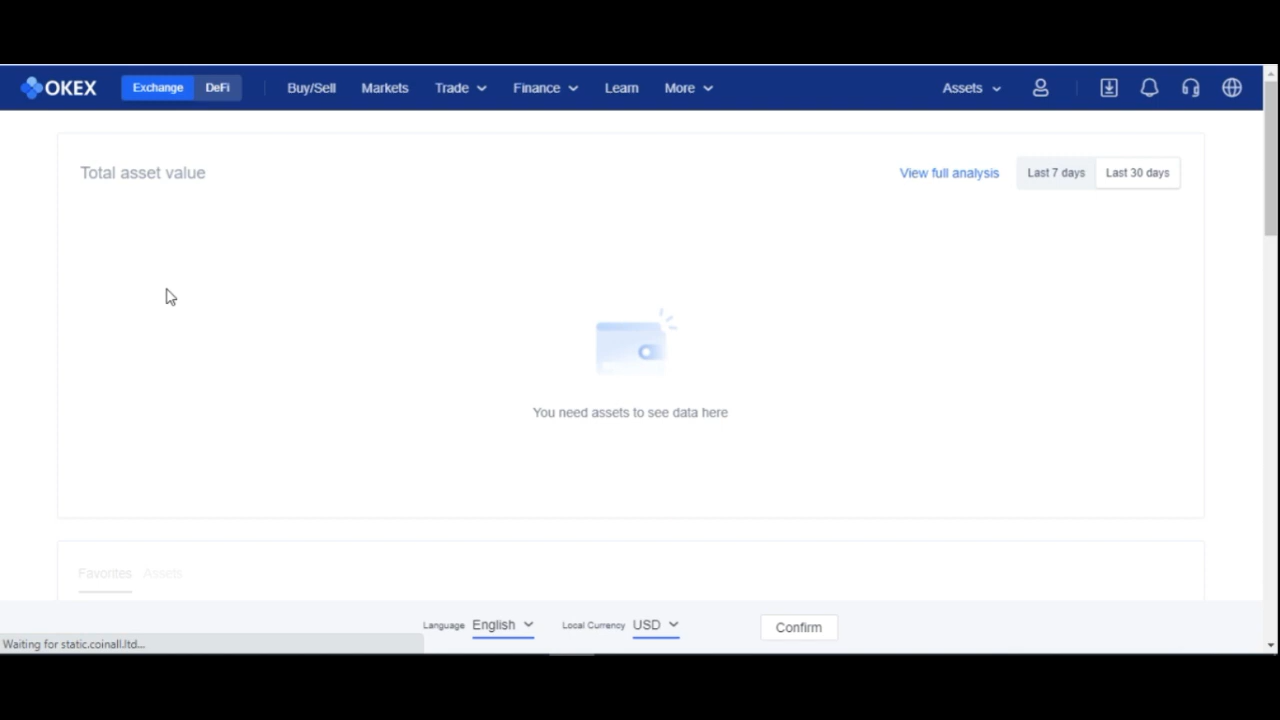 OKEX Exchange DeFi Buy/Sell Markets Trade Finance Learn More Assets
Total asset value View full analysis Last 7 days Last 30 days
You need assets to see data here
Favorites Assets
Language English Local Currency USD Confirm
Waiting for static.coinall.ltd...